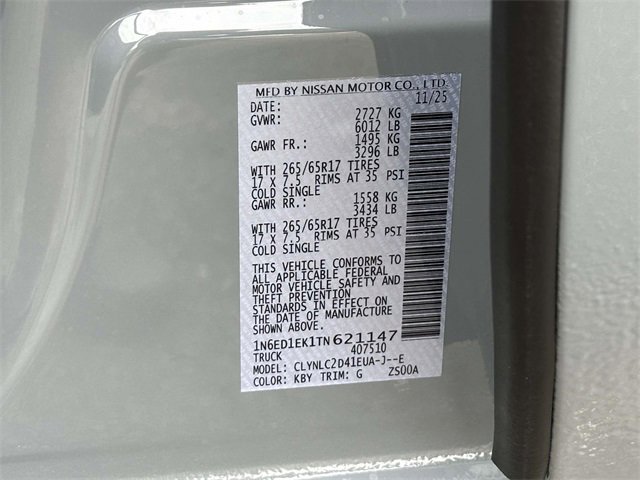 MFD BY NISSAN MOTOR CO., LTD.
DATE: 11/25
GVWR: 2727 KG
6012 LB
GAWR FR.: 1495 KG
3296 LB
WITH 265/65R17 TIRES
17 X 7.5 RIMS AT 35 PSI
COLD SINGLE
GAWR RR.: 1558 KG
3434 LB
WITH 265/65R17 TIRES
17 X 7.5 RIMS AT 35 PSI
COLD SINGLE
THIS VEHICLE CONFORMS TO
ALL APPLICABLE FEDERAL
MOTOR VEHICLE SAFETY AND
THEFT PREVENTION
STANDARDS IN EFFECT ON
THE DATE OF MANUFACTURE
SHOWN ABOVE.
1N6ED1EK1TN621147
TRUCK 407510
MODEL: CLYNLC2D41EUA-J--E
COLOR: KBY TRIM: G ZS00A